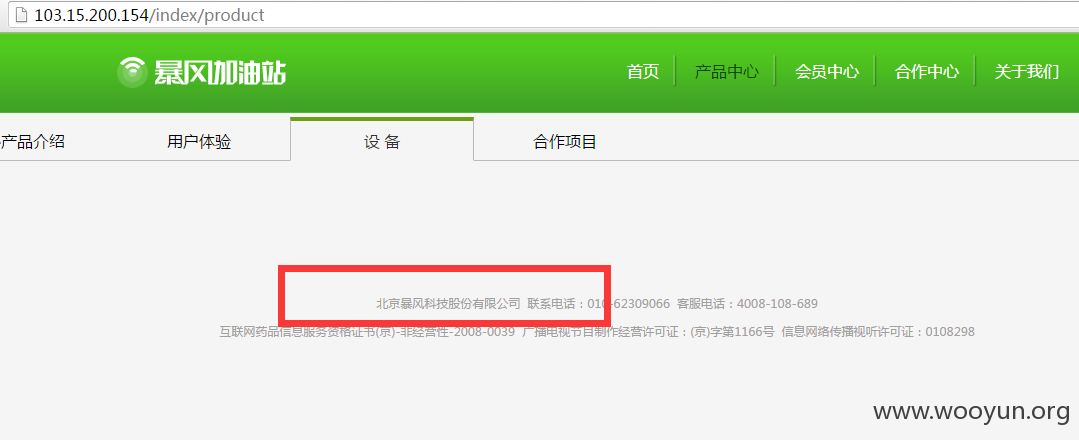 103.15.200.154/index/product
暴风加油站 首页 产品中心 会员中心 合作中心 关于我们
产品介绍 用户体验 设 备 合作项目
北京暴风科技股份有限公司 联系电话：010-62309066 客服电话：4008-108-689
互联网药品信息服务资格证书(京)-非经营性-2008-0039 广播电视节目制作经营许可证：(京)字第1166号 信息网络传播视听许可证：0108298
www.wooyun.org